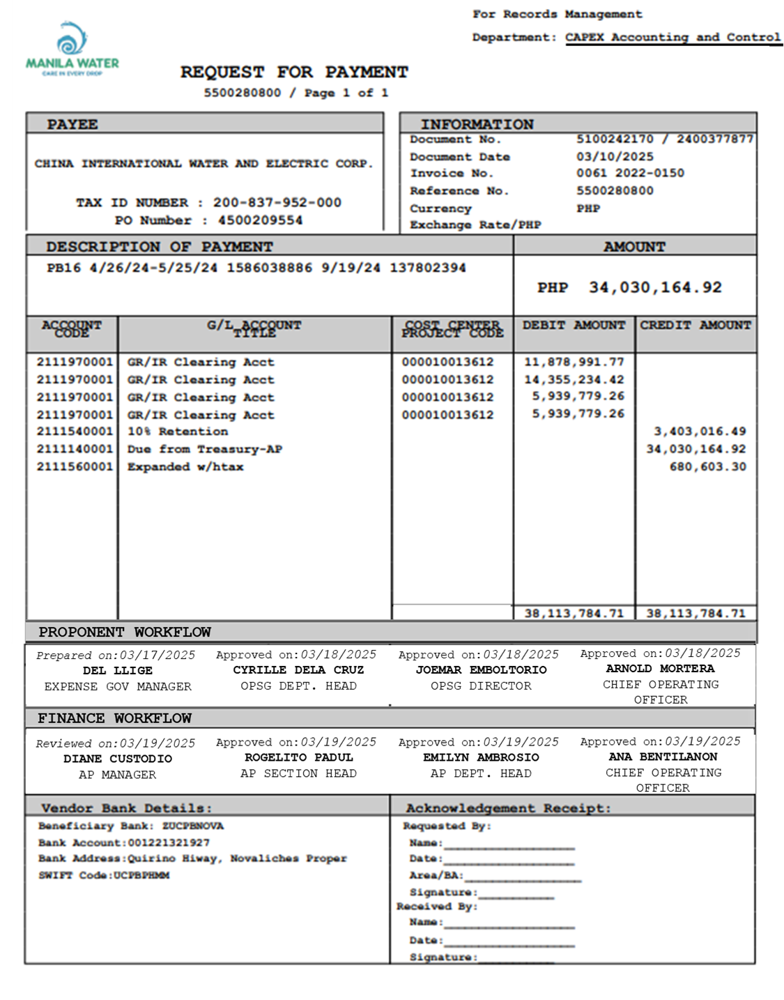 For Records Management
Department: CAPEX Accounting and Control
MANILA WATER
CARE IN EVERY DROP
REQUEST FOR PAYMENT
5500280800 / Page 1 of 1
PAYEE
CHINA INTERNATIONAL WATER AND ELECTRIC CORP.
TAX ID NUMBER : 200-837-952-000
PO Number : 4500209554
INFORMATION
Document No. 5100242170 / 2400377877
Document Date 03/10/2025
Invoice No. 0061 2022-0150
Reference No. 5500280800
Currency PHP
Exchange Rate/PHP
DESCRIPTION OF PAYMENT AMOUNT
PB16 4/26/24-5/25/24 1586038886 9/19/24 137802394
PHP 34,030,164.92
ACCOUNT CODE G/L ACCOUNT TITLE COST CENTER PROJECT CODE DEBIT AMOUNT CREDIT AMOUNT
2111970001 GR/IR Clearing Acct 000010013612 11,878,991.77
2111970001 GR/IR Clearing Acct 000010013612 14,355,234.42
2111970001 GR/IR Clearing Acct 000010013612 5,939,779.26
2111970001 GR/IR Clearing Acct 000010013612 5,939,779.26
2111540001 10% Retention 3,403,016.49
2111140001 Due from Treasury-AP 34,030,164.92
2111560001 Expanded w/htax 680,603.30
38,113,784.71 38,113,784.71
PROPONENT WORKFLOW
Prepared on:03/17/2025 Approved on:03/18/2025 Approved on:03/18/2025 Approved on:03/18/2025
DEL LLIGE CYRILLE DELA CRUZ JOEMAR EMBOLTORIO ARNOLD MORTERA
EXPENSE GOV MANAGER OPSG DEPT. HEAD OPSG DIRECTOR CHIEF OPERATING
OFFICER
FINANCE WORKFLOW
Reviewed on:03/19/2025 Approved on:03/19/2025 Approved on:03/19/2025 Approved on:03/19/2025
DIANE CUSTODIO ROGELITO PADUL EMILYN AMBROSIO ANA BENTILANON
AP MANAGER AP SECTION HEAD AP DEPT. HEAD CHIEF OPERATING
OFFICER
Vendor Bank Details:
Beneficiary Bank: ZUCPBNOVA
Bank Account:001221321927
Bank Address:Quirino Hiway, Novaliches Proper
SWIFT Code:UCPBPHMM
Acknowledgement Receipt:
Requested By:
Name:
Date:
Area/BA:
Signature:
Received By:
Name:
Date:
Signature: